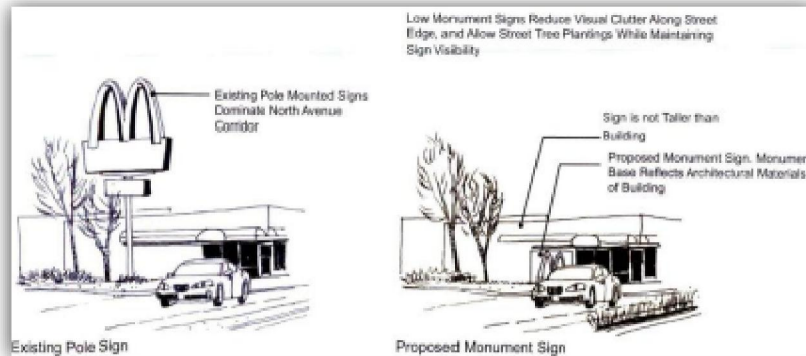 Low Monument Signs Reduce Visual Clutter Along Street
Edge, and Allow Street Tree Plantings While Maintaining
Sign Visibility
Existing Pole Mounted Signs
Dominate North Avenue
Corridor
Sign is not Taller than
Building
Proposed Monument Sign. Monumen
Base Reflects Architectural Materials
of Building
Existing Pole Sign
Proposed Monument Sign